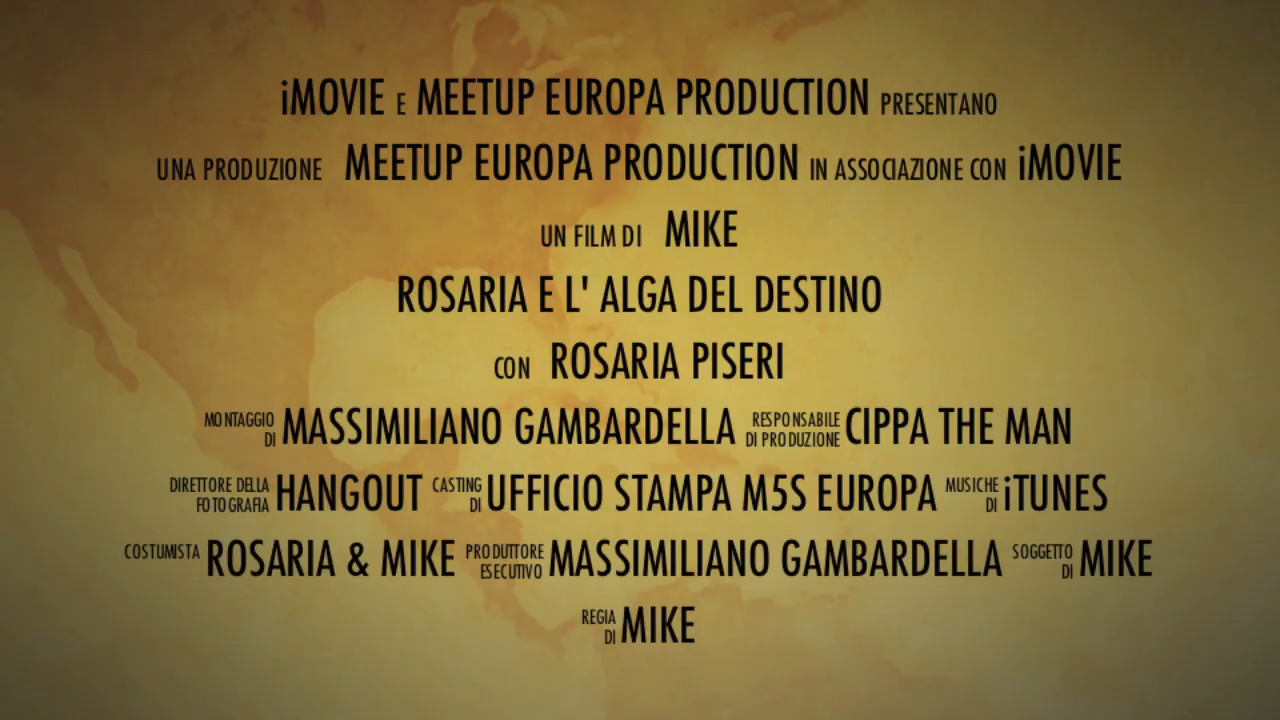 iMOVIE E MEETUP EUROPA PRODUCTION PRESENTANO
UNA PRODUZIONE MEETUP EUROPA PRODUCTION IN ASSOCIAZIONE CON iMOVIE
UN FILM DI MIKE
ROSARIA E L' ALGA DEL DESTINO
CON ROSARIA PISERI
MONTAGGIO DI MASSIMILIANO GAMBARDELLA RESPONSABILE DI PRODUZIONE CIPPA THE MAN
DIRETTORE DELLA FOTOGRAFIA HANGOUT CASTING DI UFFICIO STAMPA M5S EUROPA MUSICHE DI iTUNES
COSTUMISTA ROSARIA & MIKE PRODUTTORE ESECUTIVO MASSIMILIANO GAMBARDELLA SOGGETTO DI MIKE
REGIA DI MIKE